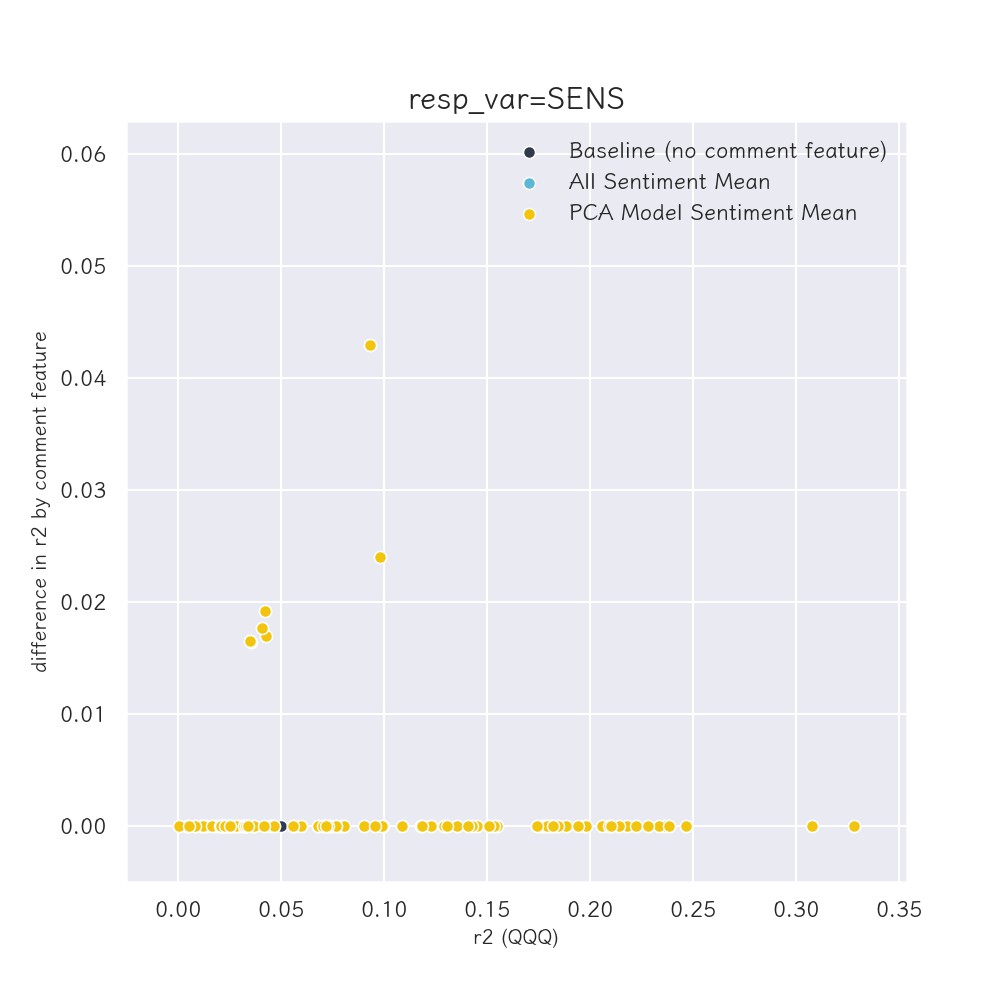 resp_var=SENS
Baseline (no comment feature)
All Sentiment Mean
PCA Model Sentiment Mean
difference in r2 by comment feature
0.06
0.05
0.04
0.03
0.02
0.01
0.00
0.00 0.05 0.10 0.15 0.20 0.25 0.30 0.35
r2 (QQQ)